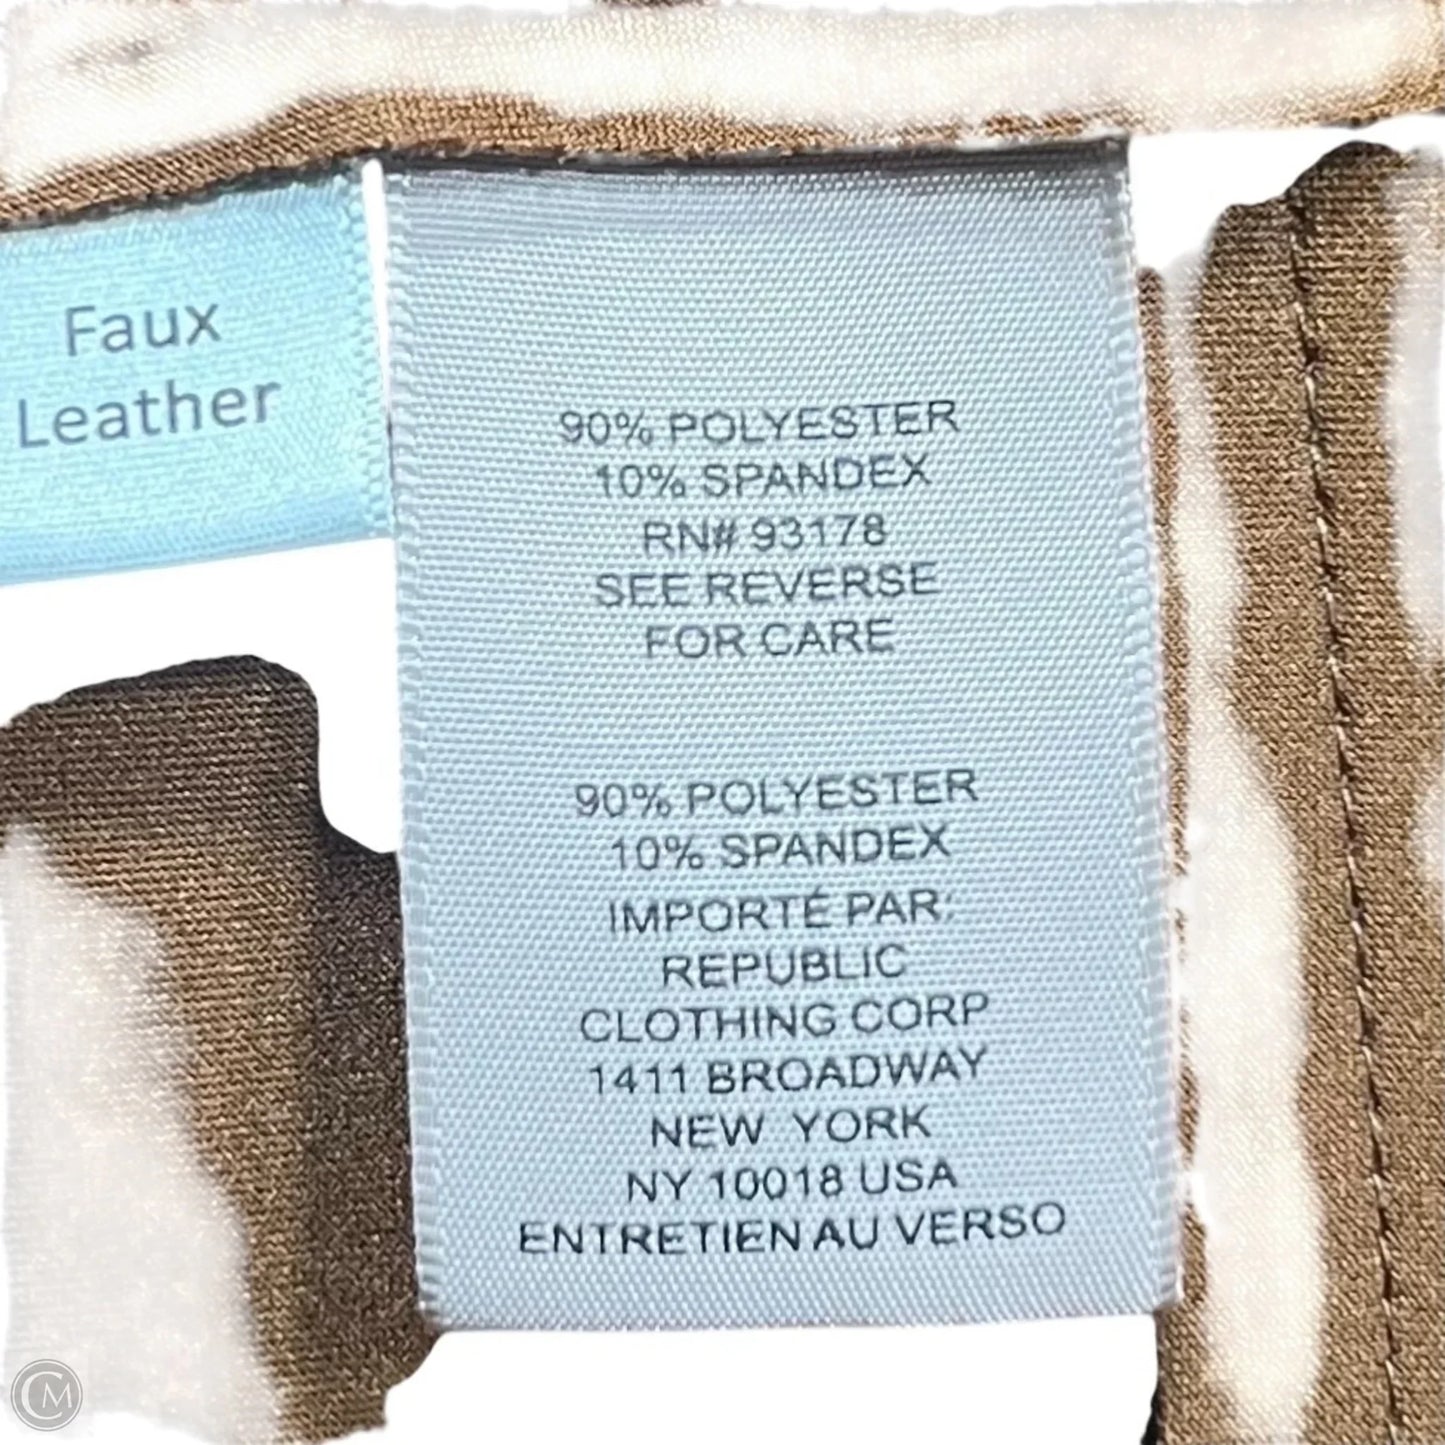 Faux
Leather
90% POLYESTER
10% SPANDEX
RN# 93178
SEE REVERSE
FOR CARE
90% POLYESTER
10% SPANDEX
IMPORTÉ PAR:
REPUBLIC
CLOTHING CORP
1411 BROADWAY
NEW YORK
NY 10018 USA
ENTRETIEN AU VERSO
CM